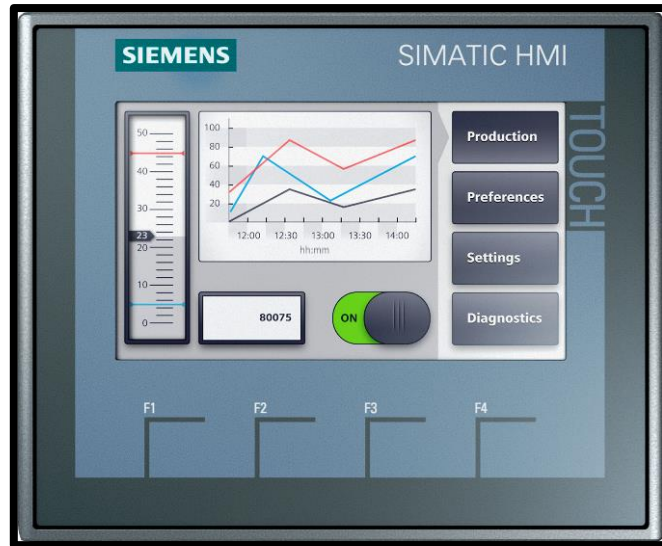 SIEMENS
SIMATIC HMI
TOUCH
50
40
30
23
20
10
0
100
80
60
40
20
12:00 12:30 13:00 13:30 14:00
hh:mm
80075
ON
Production
Preferences
Settings
Diagnostics
F1 F2 F3 F4